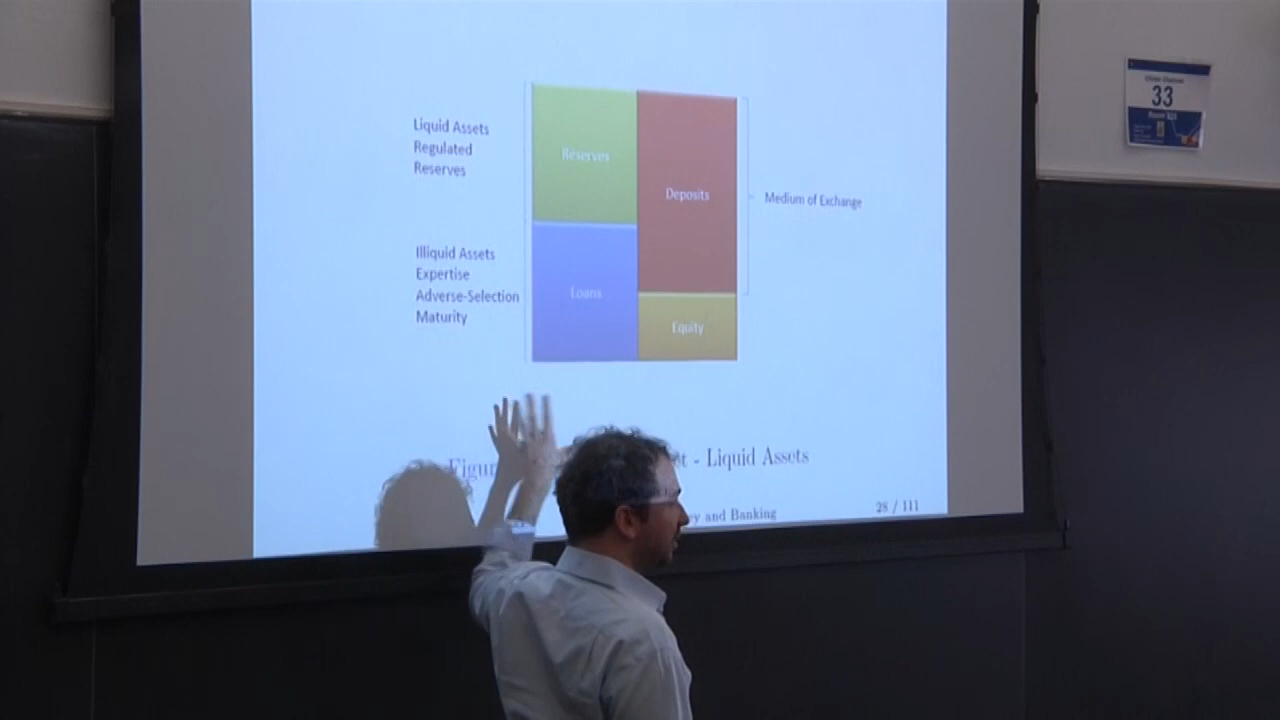 Liquid Assets
Regulated
Reserves
Reserves
Deposits
Medium of Exchange
Illiquid Assets
Expertise
Adverse-Selection
Maturity
Loans
Equity
- Liquid Assets
and Banking
28 / 111
33
Room